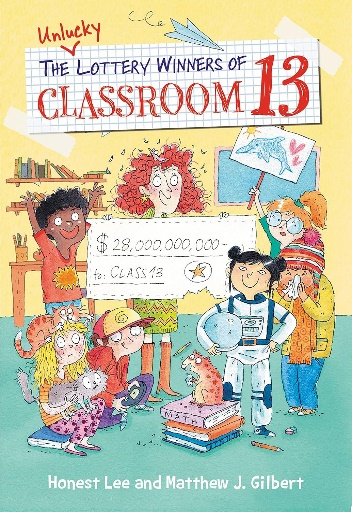 Unlucky
THE LOTTERY WINNERS OF
CLASSROOM 13
$ 28,000,000,000-
to: CLASS 13
MATH
Honest Lee and Matthew J. Gilbert